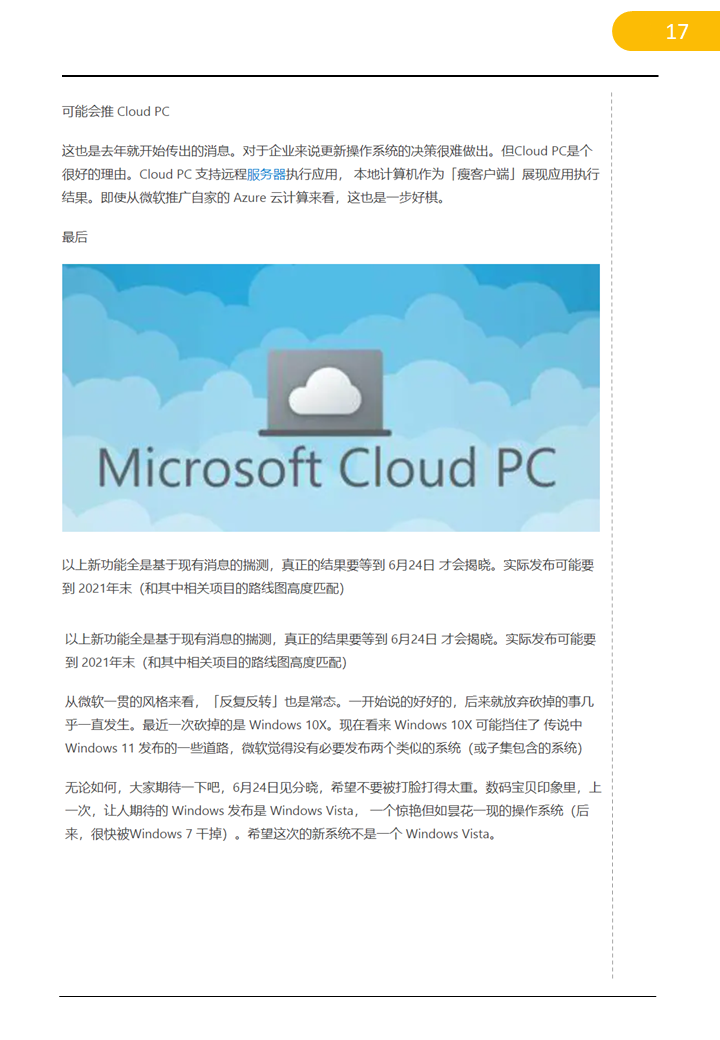 17
可能会推 Cloud PC
这也是去年就开始传出的消息。对于企业来说更新操作系统的决策很难做出。但Cloud PC是个
很好的理由。Cloud PC 支持远程服务器执行应用， 本地计算机作为「瘦客户端」展现应用执行
结果。即使从微软推广自家的 Azure 云计算来看，这也是一步好棋。
最后
Microsoft Cloud PC
以上新功能全是基于现有消息的揣测，真正的结果要等到 6月24日 才会揭晓。实际发布可能要
到 2021年末（和其中相关项目的路线图高度匹配）
以上新功能全是基于现有消息的揣测，真正的结果要等到 6月24日 才会揭晓。实际发布可能要
到 2021年末（和其中相关项目的路线图高度匹配）
从微软一贯的风格来看，「反复反转」也是常态。一开始说的好好的，后来就放弃砍掉的事几
乎一直发生。最近一次砍掉的是 Windows 10X。现在看来 Windows 10X 可能挡住了 传说中
Windows 11 发布的一些道路，微软觉得没有必要发布两个类似的系统（或子集包含的系统）
无论如何，大家期待一下吧，6月24日见分晓，希望不要被打脸打得太重。数码宝贝印象里，上
一次，让人期待的 Windows 发布是 Windows Vista， 一个惊艳但如昙花一现的操作系统（后
来，很快被Windows 7 干掉）。希望这次的新系统不是一个 Windows Vista。